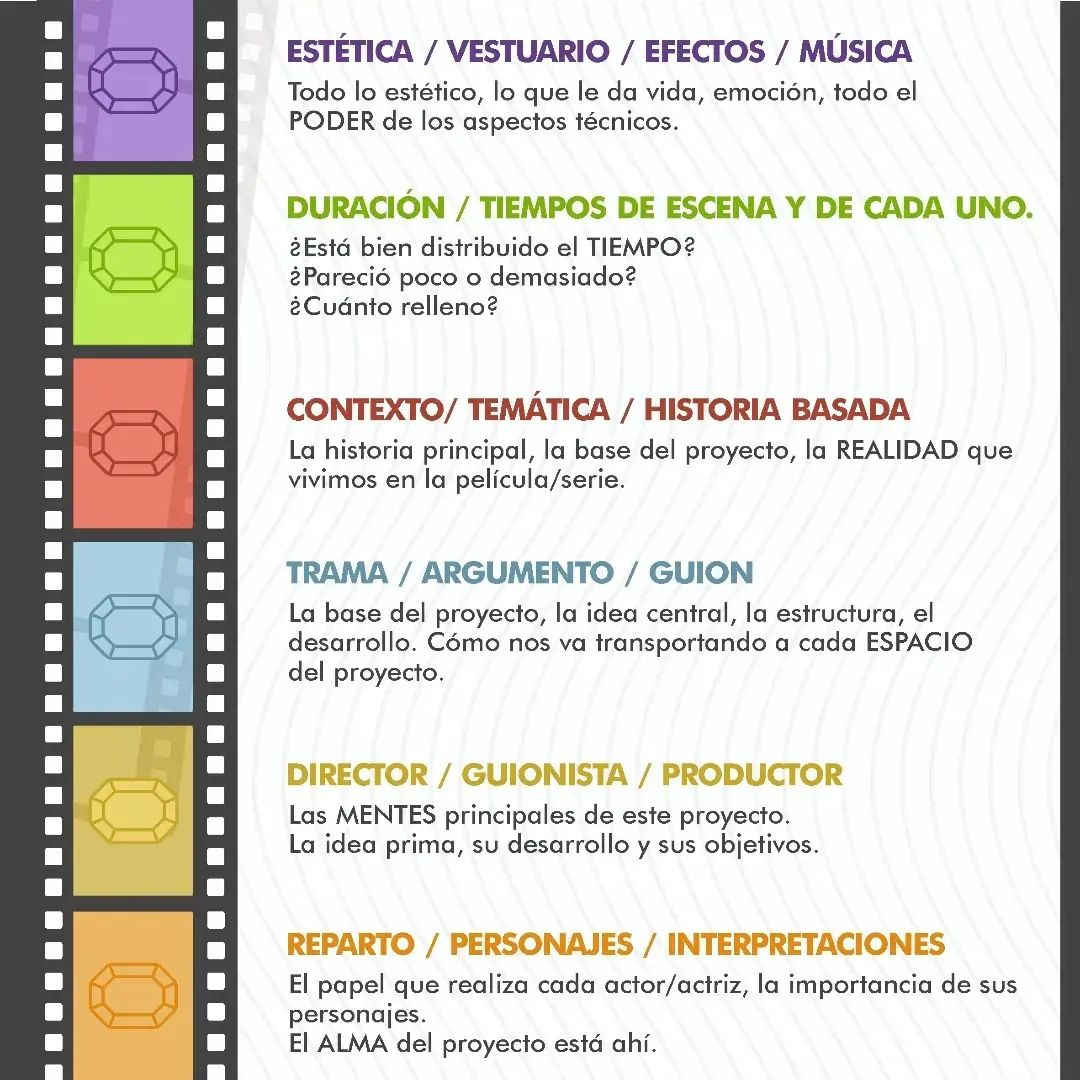 ESTÉTICA / VESTUARIO / EFECTOS / MÚSICA
Todo lo estético, lo que le da vida, emoción, todo el
PODER de los aspectos técnicos.
DURACIÓN / TIEMPOS DE ESCENA Y DE CADA UNO.
¿Está bien distribuido el TIEMPO?
¿Pareció poco o demasiado?
¿Cuánto relleno?
CONTEXTO/ TEMÁTICA / HISTORIA BASADA
La historia principal, la base del proyecto, la REALIDAD que
vivimos en la película/serie.
TRAMA / ARGUMENTO / GUION
La base del proyecto, la idea central, la estructura, el
desarrollo. Cómo nos va transportando a cada ESPACIO
del proyecto.
DIRECTOR / GUIONISTA / PRODUCTOR
Las MENTES principales de este proyecto.
La idea prima, su desarrollo y sus objetivos.
REPARTO / PERSONAJES / INTERPRETACIONES
El papel que realiza cada actor/actriz, la importancia de sus
personajes.
El ALMA del proyecto está ahí.